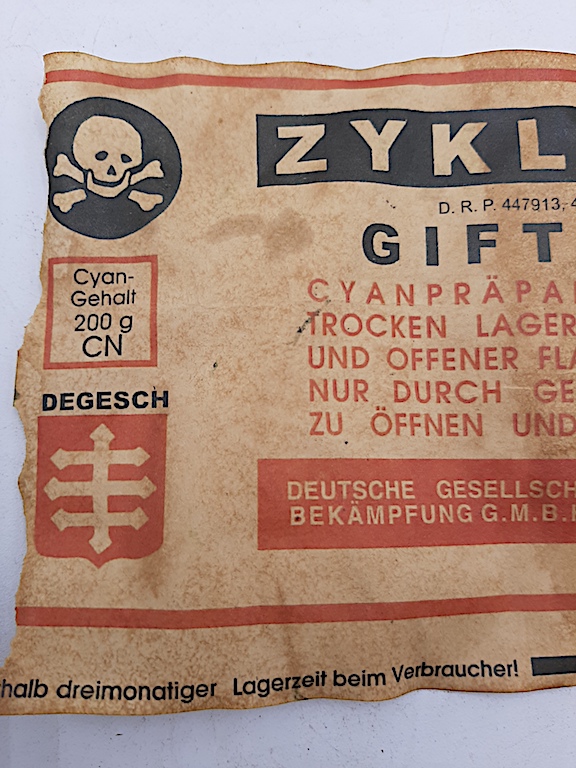 ZYKL
D. R. P. 447913, 4
GIFT
Cyan-
Gehalt
200 g
CN
CYANPRÄPA
TROCKEN LAGER
UND OFFENER FLA
NUR DURCH GE
ZU ÖFFNEN UND
DEGESCH
DEUTSCHE GESELLSCH
BEKÄMPFUNG G.M.B.
halb dreimonatiger Lagerzeit beim Verbraucher!